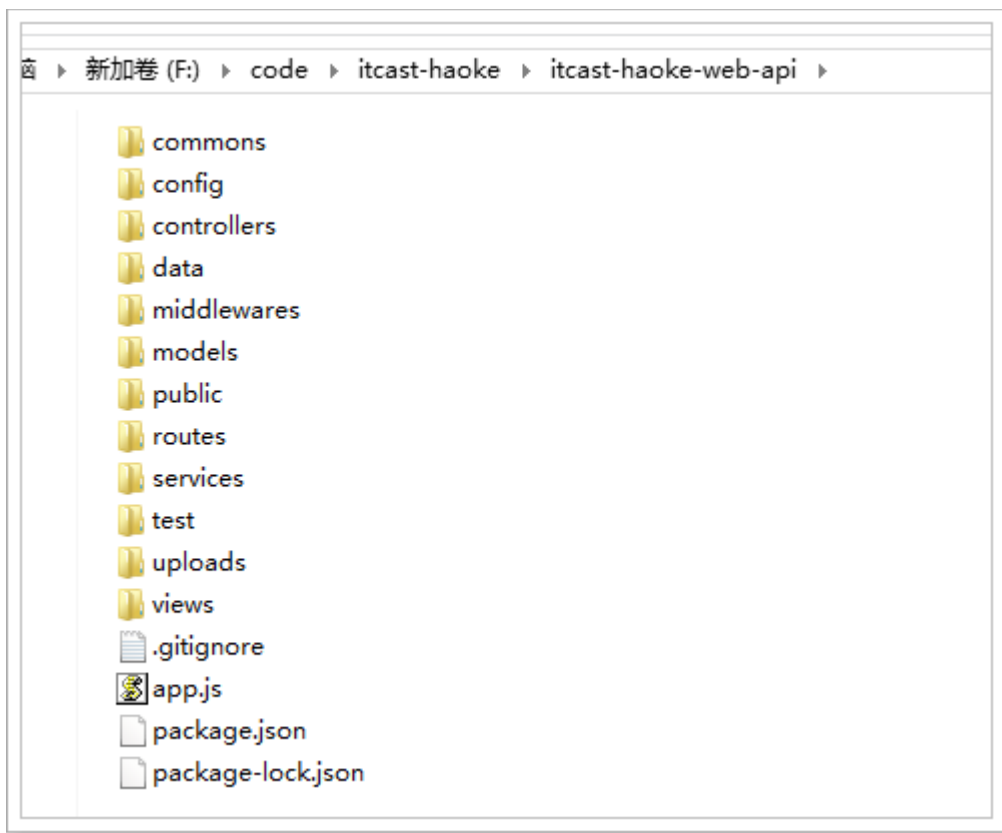 脑 ▸ 新加卷 (F:) ▸ code ▸ itcast-haoke ▸ itcast-haoke-web-api ▸
commons
config
controllers
data
middlewares
models
public
routes
services
test
uploads
views
.gitignore
app.js
package.json
package-lock.json